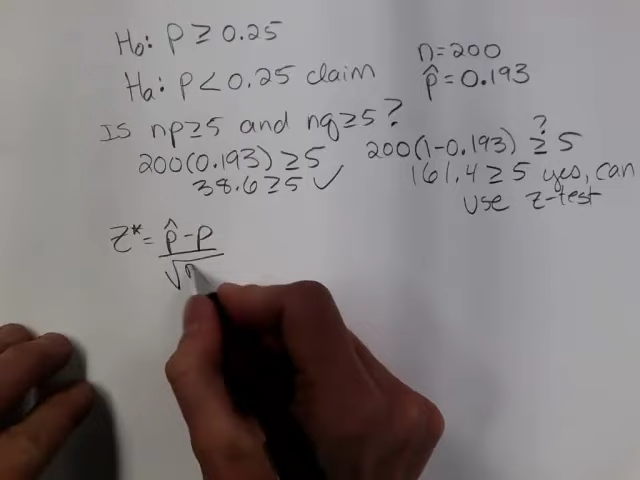 H₀: p ≥ 0.25
Ha: p < 0.25 claim
n=200
p̂ = 0.193
Is np≥5 and nq≥5?
200(0.193) ≥5
38.6≥5 ✓
200(1-0.193) ≥? 5
161.4 ≥ 5 yes, can
use z-test
z* = p̂ - p
√